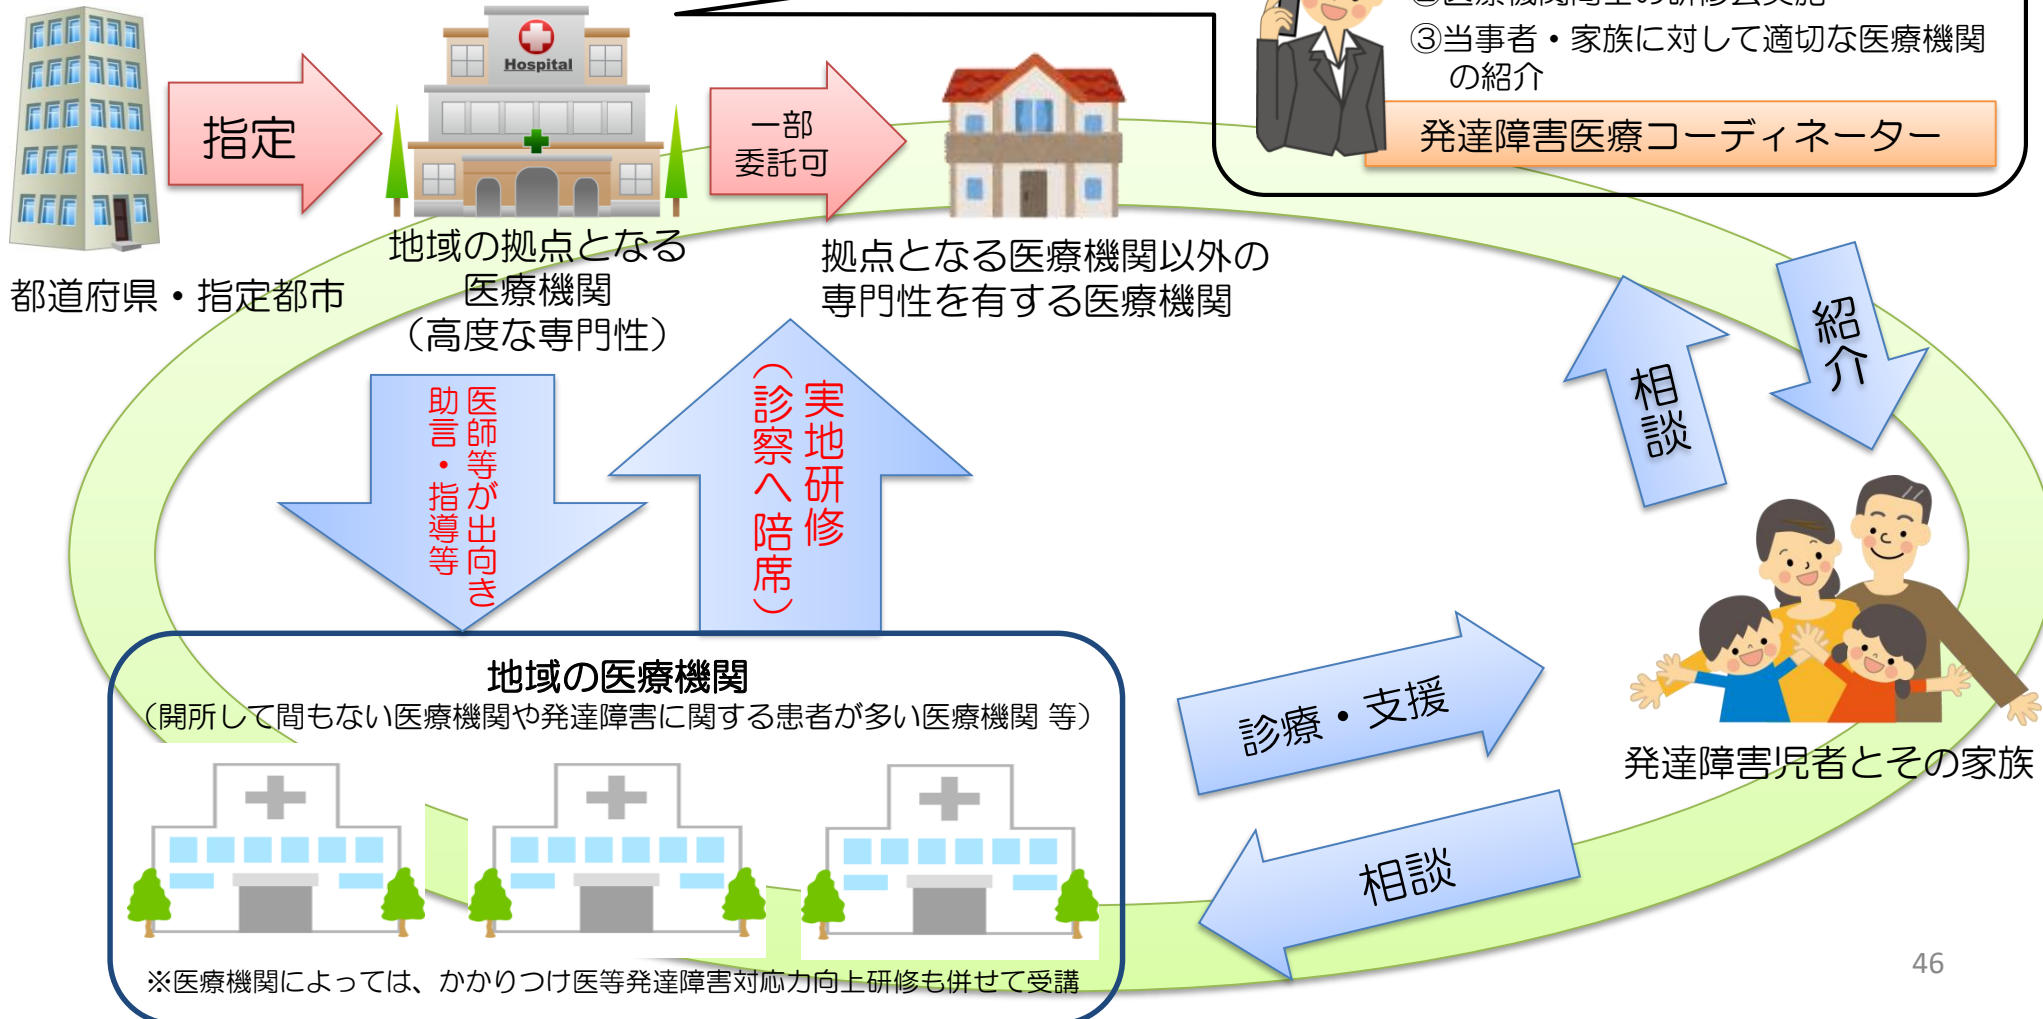 ③当事者・家族に対して適切な医療機関
の紹介
発達障害医療コーディネーター
Hospital
指定
一部
委託可
都道府県・指定都市
地域の拠点となる
医療機関
（高度な専門性）
拠点となる医療機関以外の
専門性を有する医療機関
医師等が出向き
助言・指導等
実地研修
（診察へ陪席）
相談
紹介
地域の医療機関
（開所して間もない医療機関や発達障害に関する患者が多い医療機関 等）
診療・支援
発達障害児者とその家族
相談
※医療機関によっては、かかりつけ医等発達障害対応力向上研修も併せて受講
46